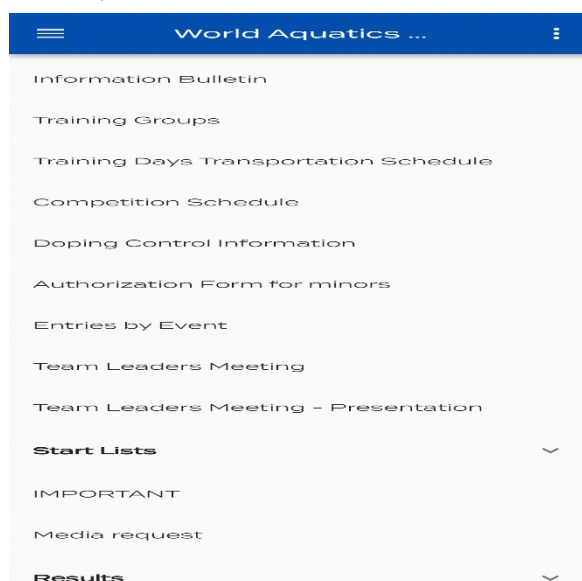 World Aquatics ...
Information Bulletin
Training Groups
Training Days Transportation Schedule
Competition Schedule
Doping Control Information
Authorization Form for minors
Entries by Event
Team Leaders Meeting
Team Leaders Meeting - Presentation
Start Lists
IMPORTANT
Media request
Results